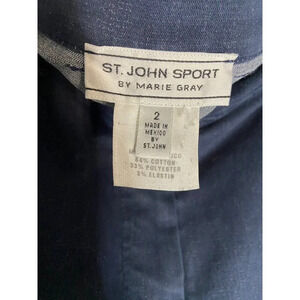 ST. JOHN SPORT
BY MARIE GRAY
2
MADE IN
MEXICO
BY
ST. JOHN
64% COTTON
33% POLYESTER
3% ELASTIN